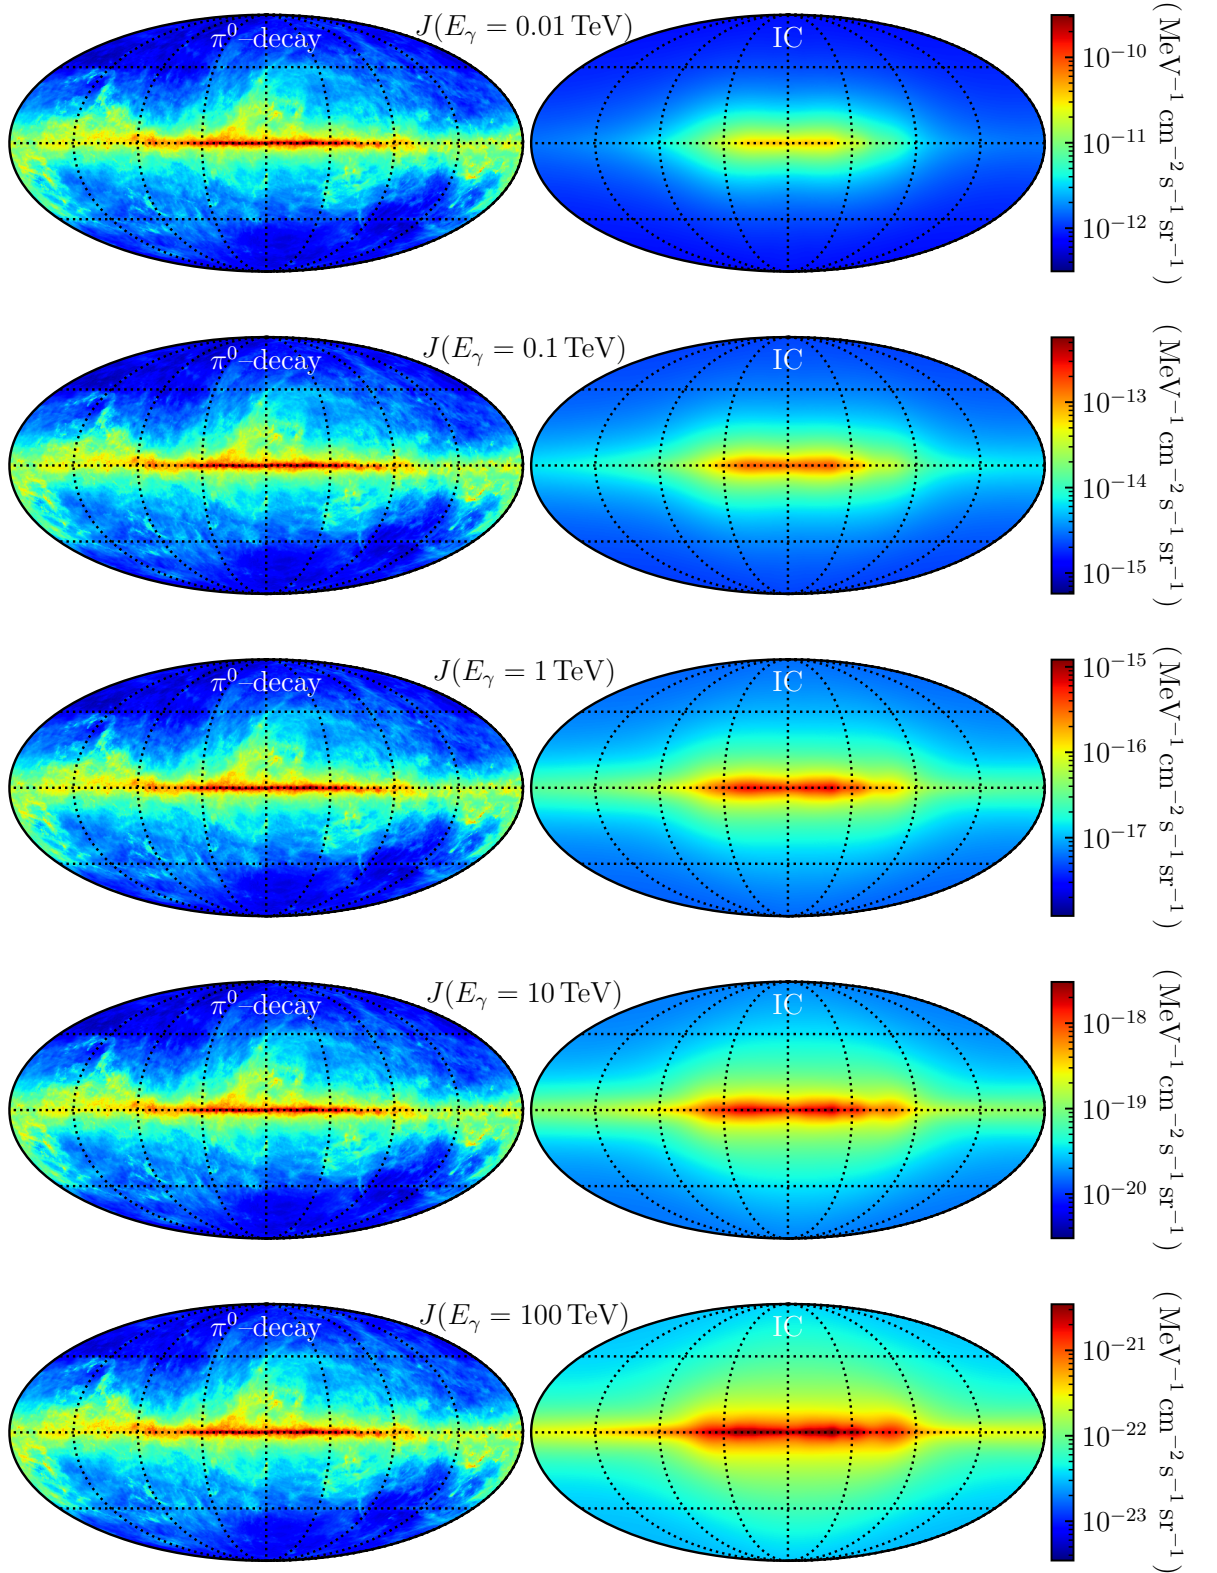 J(E_γ = 0.01 TeV)
π⁰–decay
IC
10⁻¹⁰
10⁻¹¹
10⁻¹²
( MeV⁻¹ cm⁻² s⁻¹ sr⁻¹ )
J(E_γ = 0.1 TeV)
π⁰–decay
IC
10⁻¹³
10⁻¹⁴
10⁻¹⁵
( MeV⁻¹ cm⁻² s⁻¹ sr⁻¹ )
J(E_γ = 1 TeV)
π⁰–decay
IC
10⁻¹⁵
10⁻¹⁶
10⁻¹⁷
( MeV⁻¹ cm⁻² s⁻¹ sr⁻¹ )
J(E_γ = 10 TeV)
π⁰–decay
IC
10⁻¹⁸
10⁻¹⁹
10⁻²⁰
( MeV⁻¹ cm⁻² s⁻¹ sr⁻¹ )
J(E_γ = 100 TeV)
π⁰–decay
IC
10⁻²¹
10⁻²²
10⁻²³
( MeV⁻¹ cm⁻² s⁻¹ sr⁻¹ )